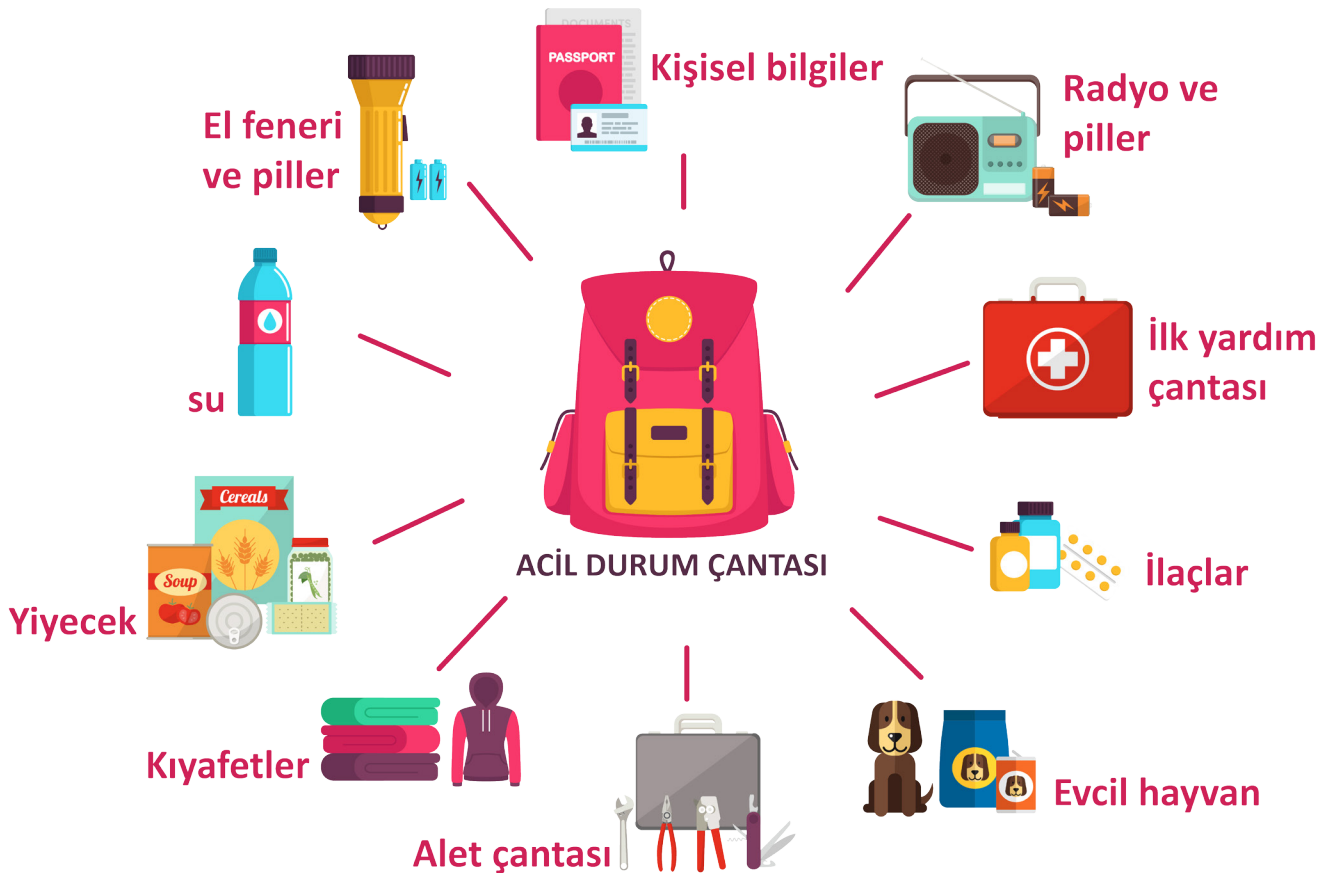 DOCUMENTS
PASSPORT
Kişisel bilgiler
El feneri
ve piller
Radyo ve
piller
su
İlk yardım
çantası
Cereals
Soup
Yiyecek
ACİL DURUM ÇANTASI
İlaçlar
Kıyafetler
Evcil hayvan
Alet çantası